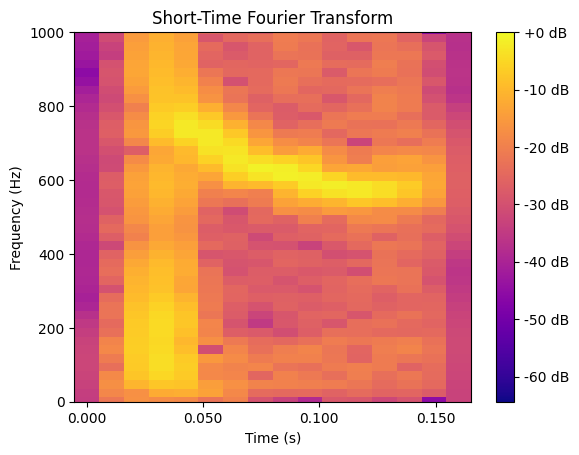 Short-Time Fourier Transform
1000
800
600
400
200
0
Frequency (Hz)
0.000
0.050
0.100
0.150
Time (s)
+0 dB
-10 dB
-20 dB
-30 dB
-40 dB
-50 dB
-60 dB